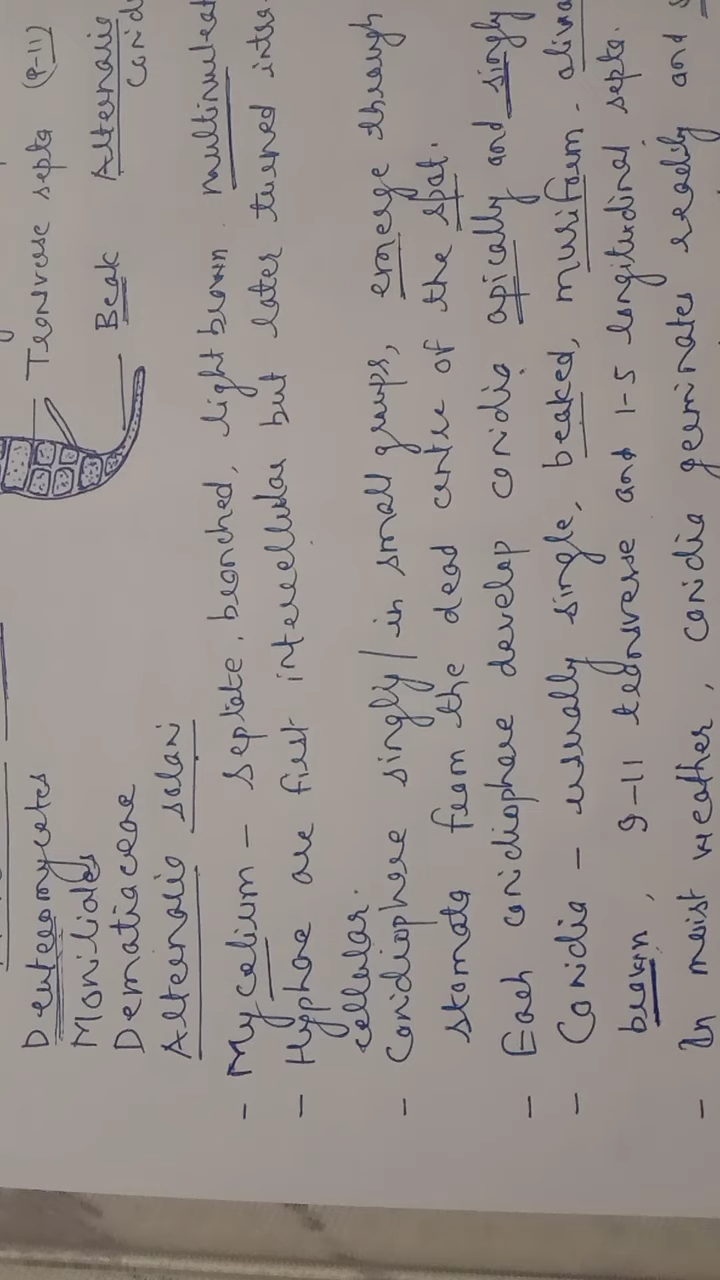 Transverse septa (9-11)
Beak Alternaria
Conid
Deuteromycetes
Moniliales
Dematiaceae
Alternaria solani
- Mycelium - septate, branched, light brown. multinucleat
- Hyphae are first intercellular but later turned intra-
cellular.
- Conidiophore singly / in small groups, emerge through
stomata from the dead centre of the spot.
- Each conidiophore develop conidia apically and singly
- Conidia - usually single, beaked, muriform. oliva
brown, 9-11 transverse and 1-5 longitudinal septa.
- In moist weather, conidia germinates readily and